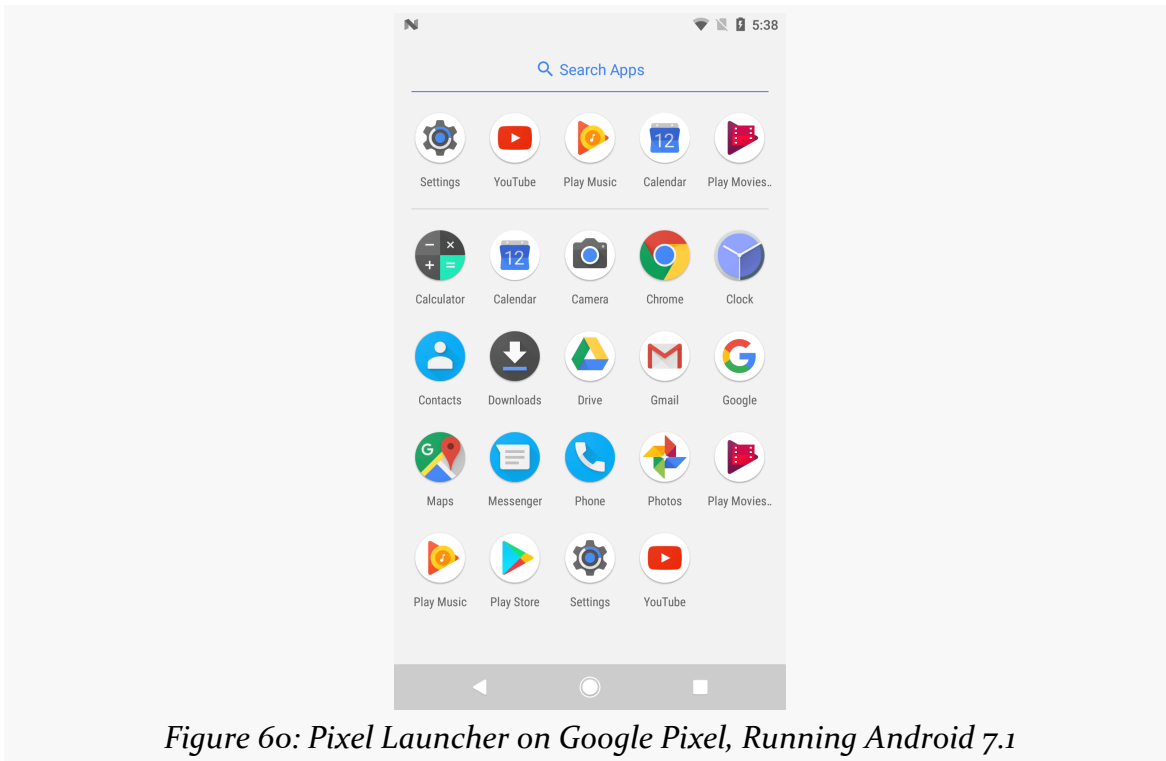 5:38
Search Apps
12
Settings YouTube Play Music Calendar Play Movies..
12
Calculator Calendar Camera Chrome Clock
G
Contacts Downloads Drive Gmail Google
G
Maps Messenger Phone Photos Play Movies..
Play Music Play Store Settings YouTube
Figure 60: Pixel Launcher on Google Pixel, Running Android 7.1